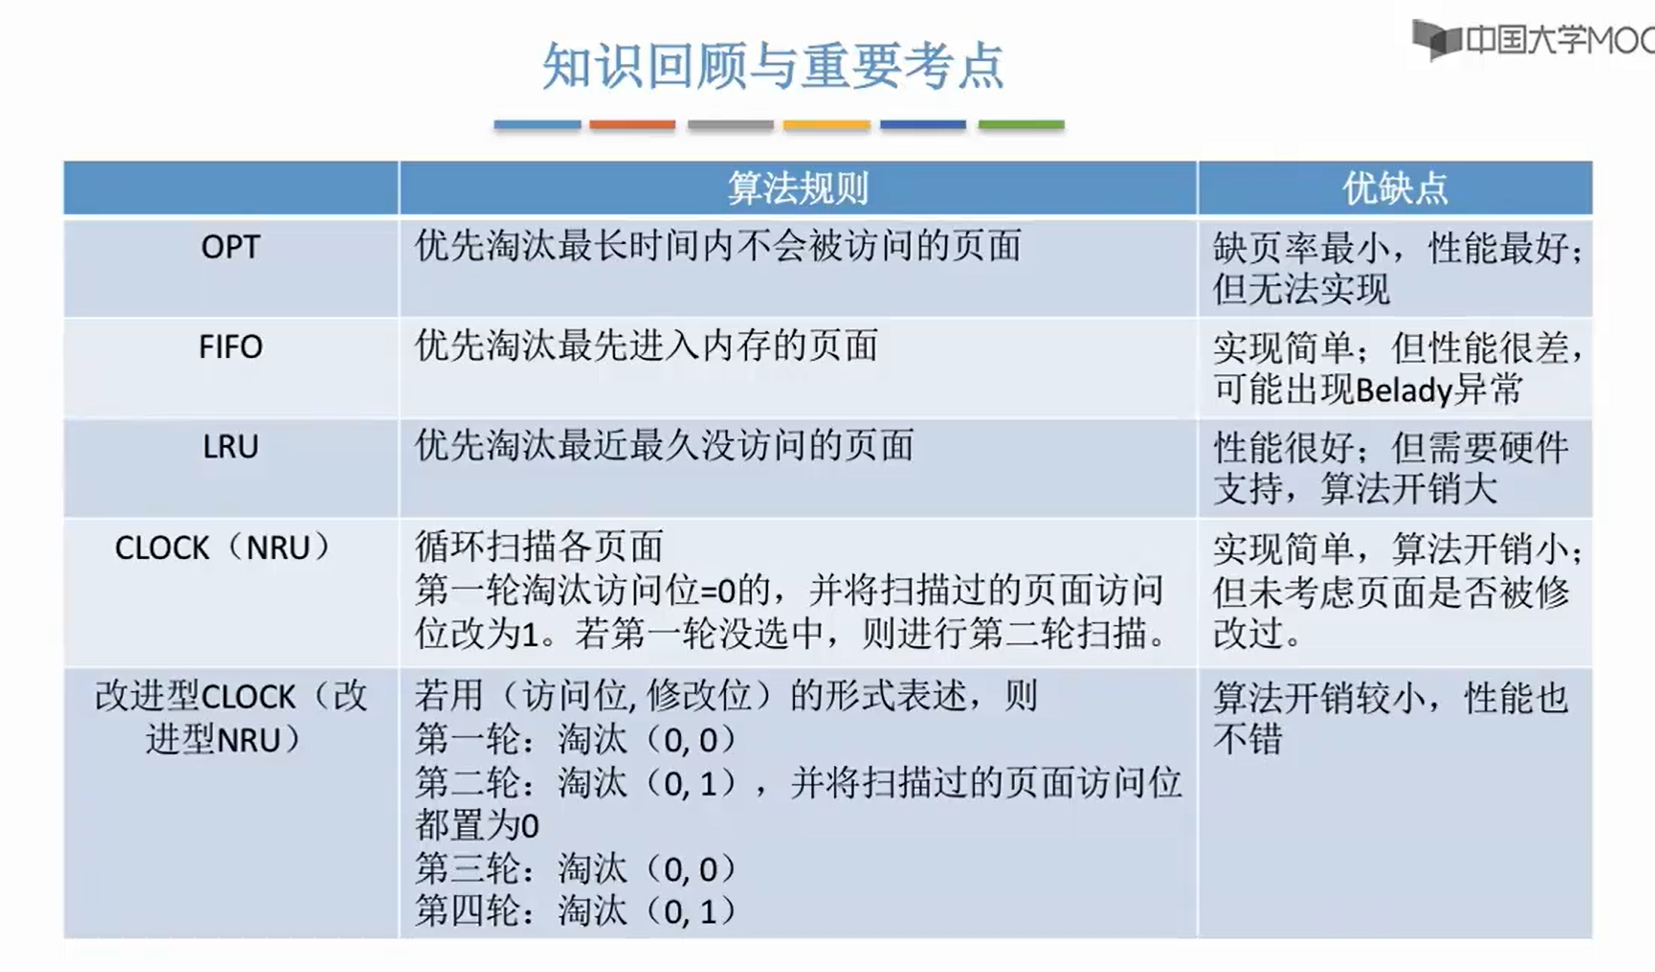 中国大学MOO
知识回顾与重要考点
算法规则
优缺点
OPT
优先淘汰最长时间内不会被访问的页面
缺页率最小，性能最好；
但无法实现
FIFO
优先淘汰最先进入内存的页面
实现简单；但性能很差，
可能出现Belady异常
LRU
优先淘汰最近最久没访问的页面
性能很好；但需要硬件
支持，算法开销大
CLOCK（NRU）
循环扫描各页面
第一轮淘汰访问位=0的，并将扫描过的页面访问
位改为1。若第一轮没选中，则进行第二轮扫描。
实现简单，算法开销小；
但未考虑页面是否被修
改过。
改进型CLOCK（改
进型NRU）
若用（访问位, 修改位）的形式表述，则
第一轮：淘汰（0, 0）
第二轮：淘汰（0, 1），并将扫描过的页面访问位
都置为0
第三轮：淘汰（0, 0）
第四轮：淘汰（0, 1）
算法开销较小，性能也
不错